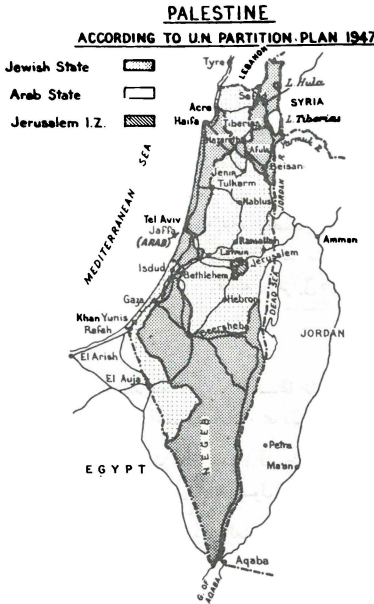 PALESTINE
ACCORDING TO U.N. PARTITION PLAN 1947
Jewish State
Arab State
Jerusalem I.Z.
Tyre
LEBANON
L. Hula
SYRIA
Acre
Haifa
Tiberias
L. Tiberias
Nazareth
Afula
Yarmuk R.
Beisan
Jenin
Tulkarm
Nablus
JORDAN R.
MEDITERRANEAN SEA
Tel Aviv
Jaffa
(ARAB)
Ramallah
Amman
Latrun
Jerusalem
Isdud
Bethlehem
Gaza
Hebron
DEAD SEA
Khan Yunis
Rafah
Beersheba
JORDAN
El Arish
El Auja
NEGEB
Petra
Ma'an
EGYPT
Aqaba
G. OF AQABA